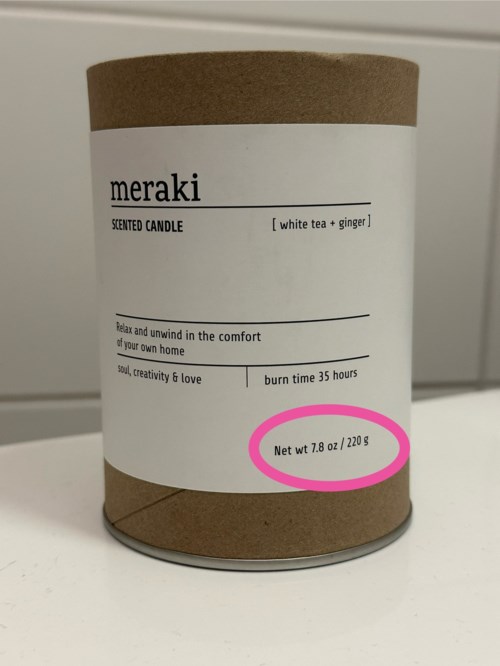 meraki
SCENTED CANDLE [ white tea + ginger ]
Relax and unwind in the comfort
of your own home
soul, creativity & love burn time 35 hours
Net wt 7.8 oz / 220 g